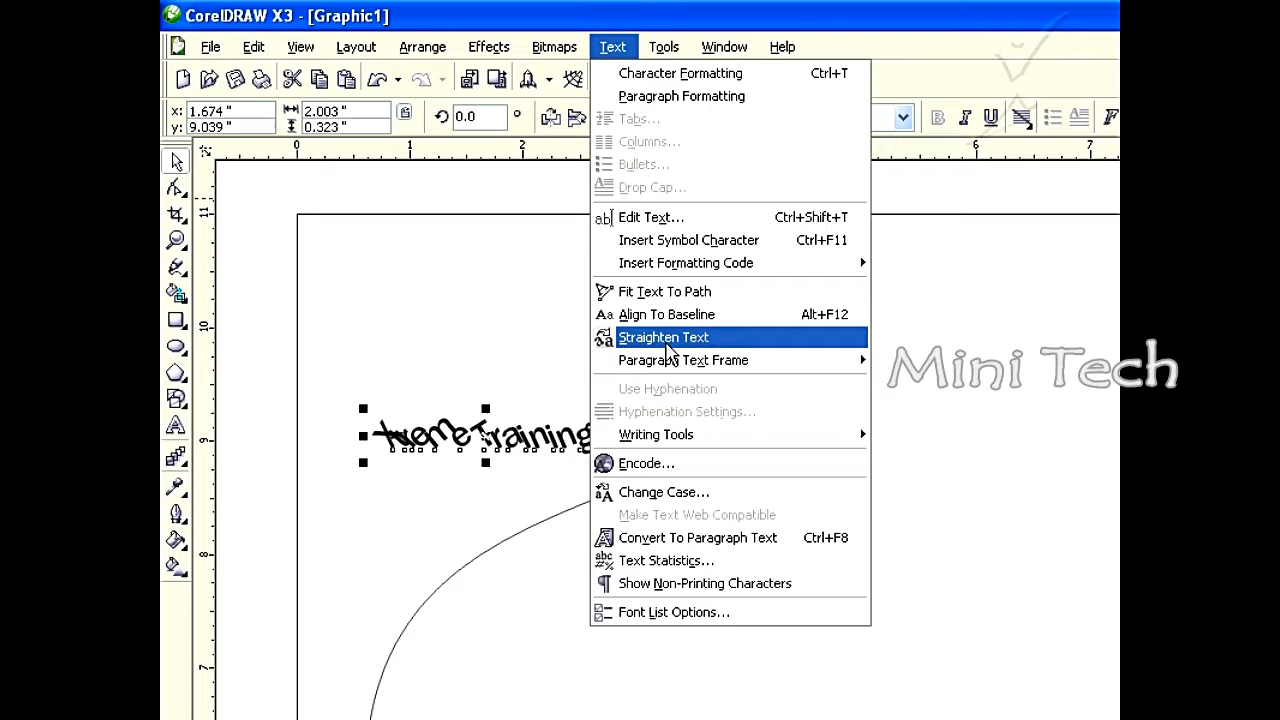 CorelDRAW X3 - [Graphic1]
File Edit View Layout Arrange Effects Bitmaps Text Tools Window Help
x: 1.674 " 2.003 " 0.0 °
y: 9.039 " 0.323 "
0 1 2 6 7
11
10
9
8
7
Character Formatting Ctrl+T
Paragraph Formatting
Tabs...
Columns...
Bullets...
Drop Cap...
Edit Text... Ctrl+Shift+T
Insert Symbol Character Ctrl+F11
Insert Formatting Code
Fit Text To Path
Align To Baseline Alt+F12
Straighten Text
Paragraph Text Frame
Use Hyphenation
Hyphenation Settings...
Writing Tools
Encode...
Change Case...
Make Text Web Compatible
Convert To Paragraph Text Ctrl+F8
Text Statistics...
Show Non-Printing Characters
Font List Options...
Training
Mini Tech